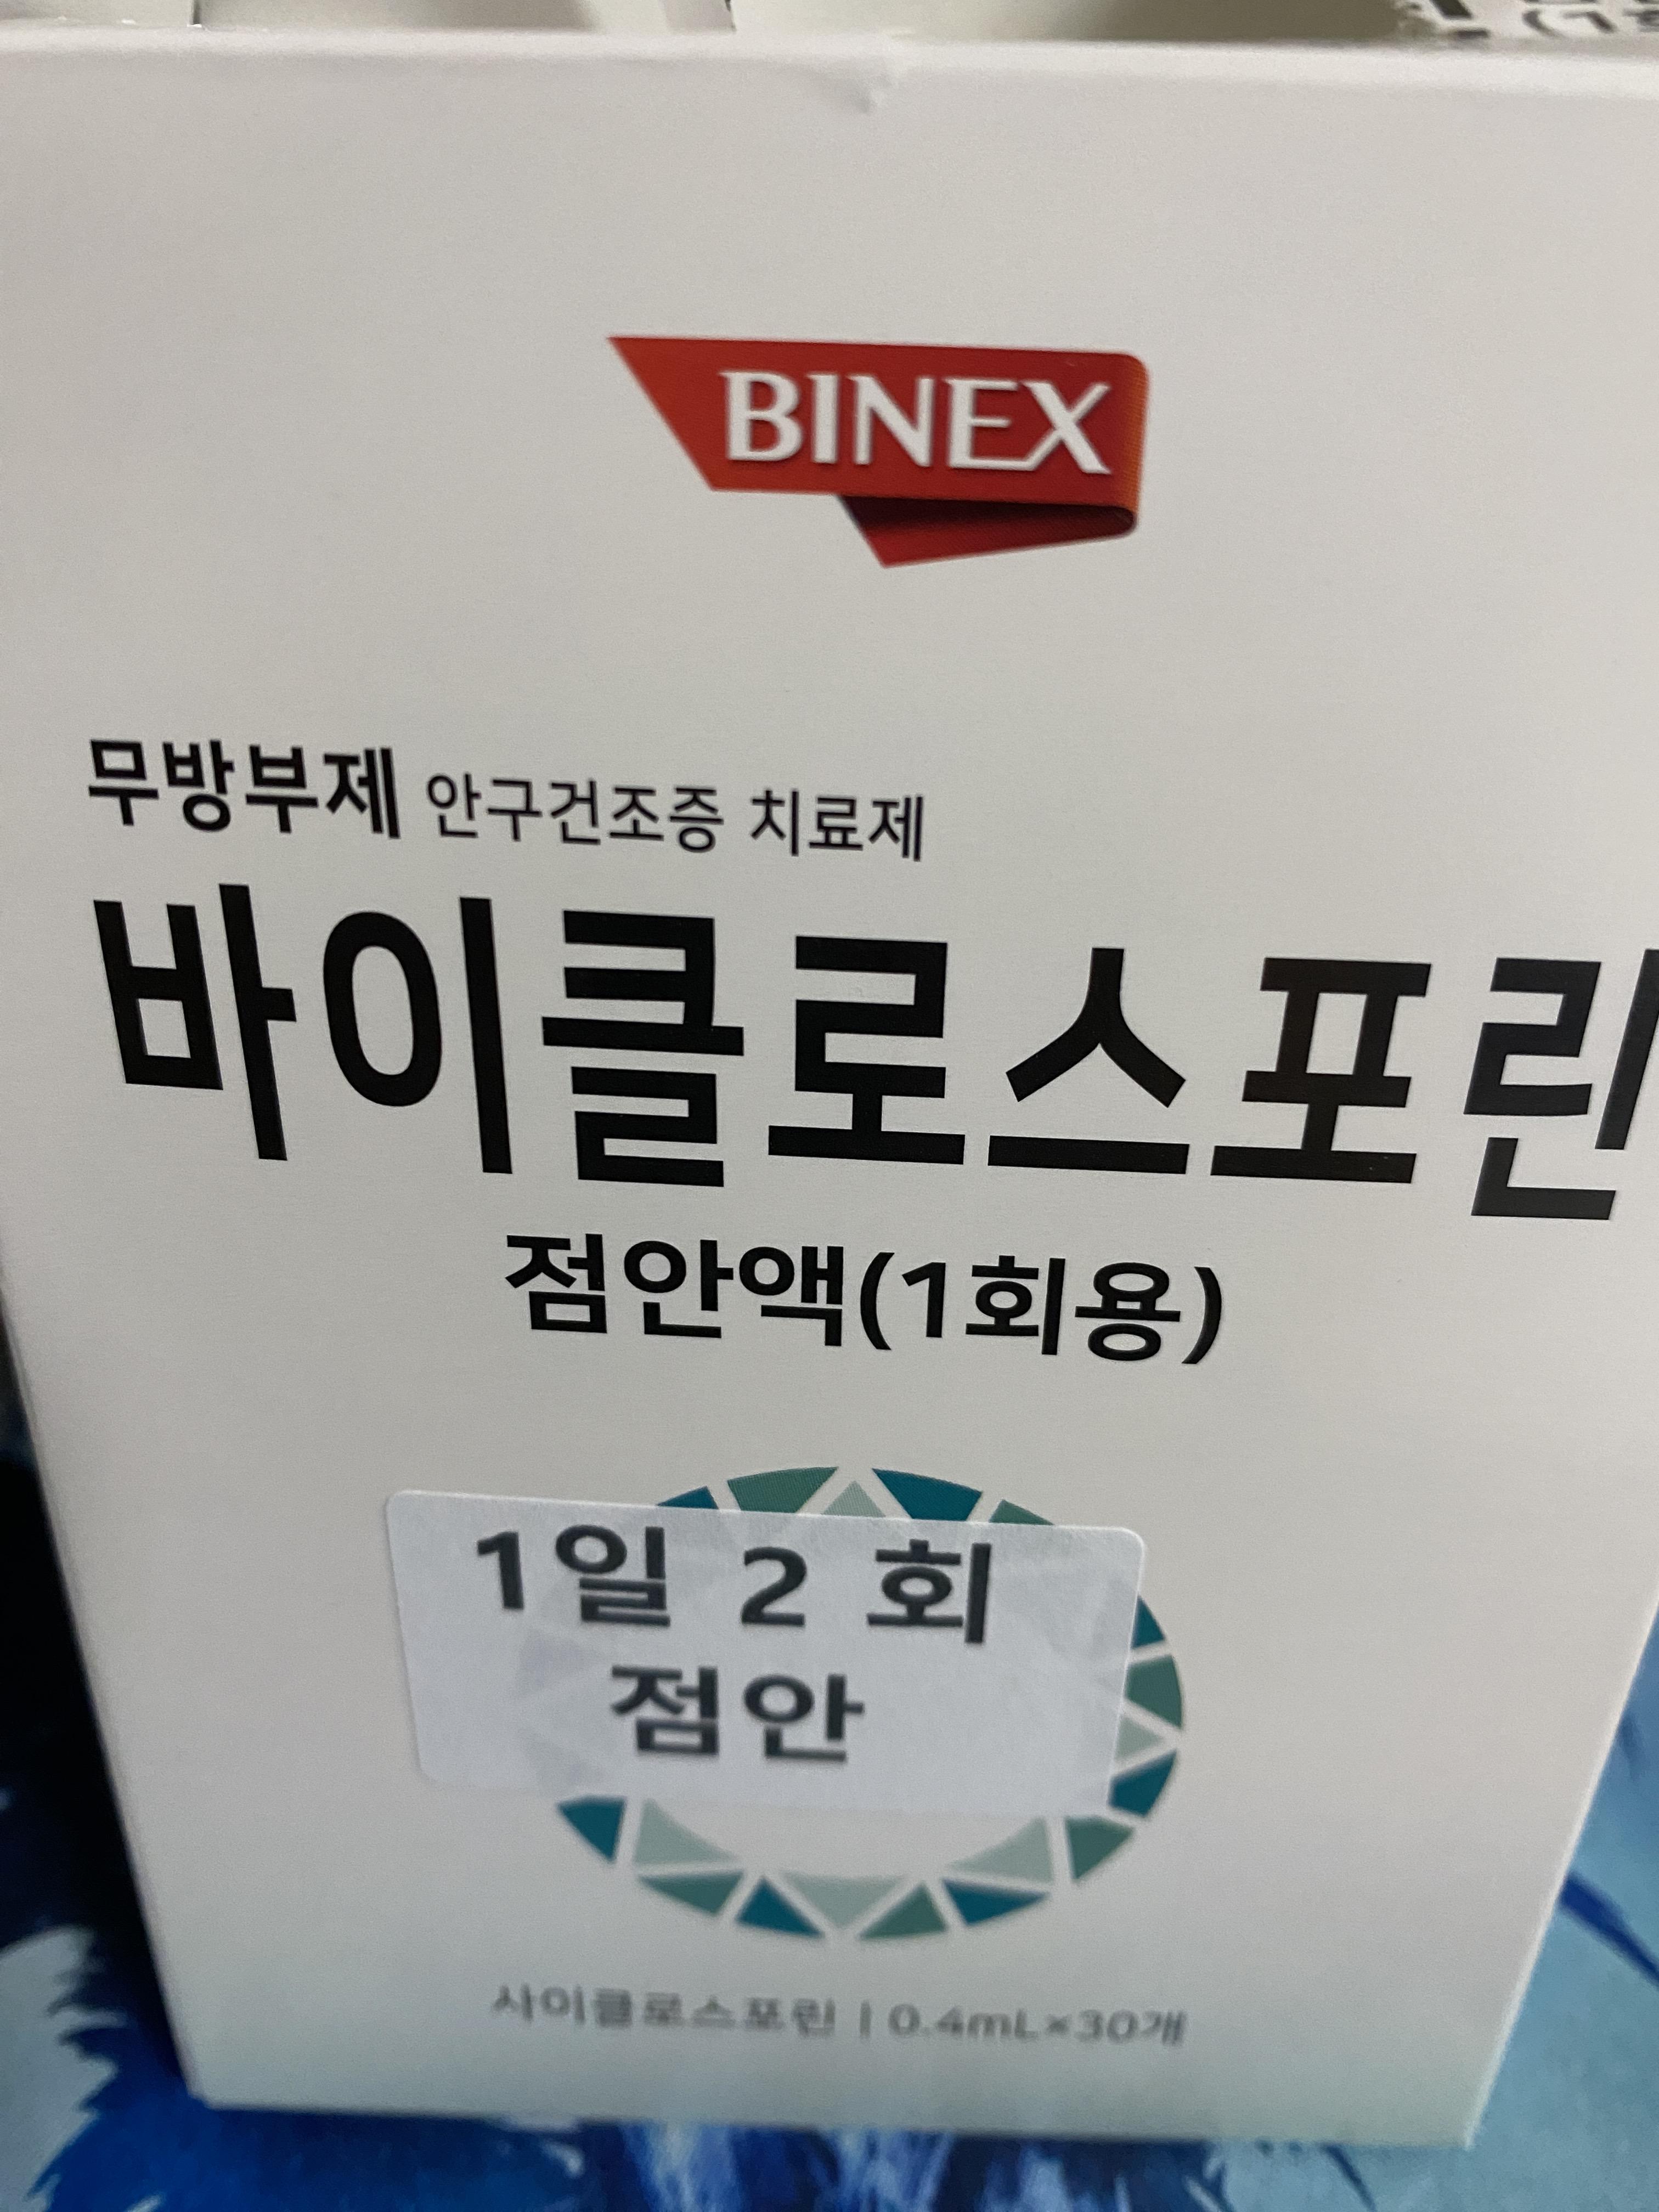 BINEX
무방부제 안구건조증 치료제
바이클로스포린
점안액(1회용)
1일 2 회
점안
사이클로스포린 | 0.4mL×30개